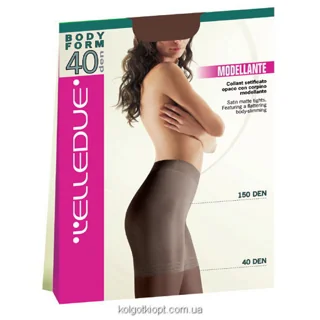 BODY
FORM
40 den
L'ELLEDUE
MODELLANTE
Collant satificato
opaco con corpino
modellante
Satin matte tights.
Featuring a flattering
body-slimming
150 DEN
40 DEN
kolgotkiopt.com.ua